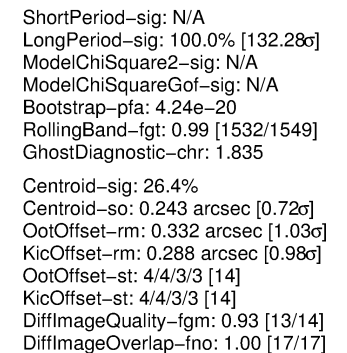 ShortPeriod−sig: N/A
LongPeriod−sig: 100.0% [132.28σ]
ModelChiSquare2−sig: N/A
ModelChiSquareGof−sig: N/A
Bootstrap−pfa: 4.24e−20
RollingBand−fgt: 0.99 [1532/1549]
GhostDiagnostic−chr: 1.835
Centroid−sig: 26.4%
Centroid−so: 0.243 arcsec [0.72σ]
OotOffset−rm: 0.332 arcsec [1.03σ]
KicOffset−rm: 0.288 arcsec [0.98σ]
OotOffset−st: 4/4/3/3 [14]
KicOffset−st: 4/4/3/3 [14]
DiffImageQuality−fgm: 0.93 [13/14]
DiffImageOverlap−fno: 1.00 [17/17]